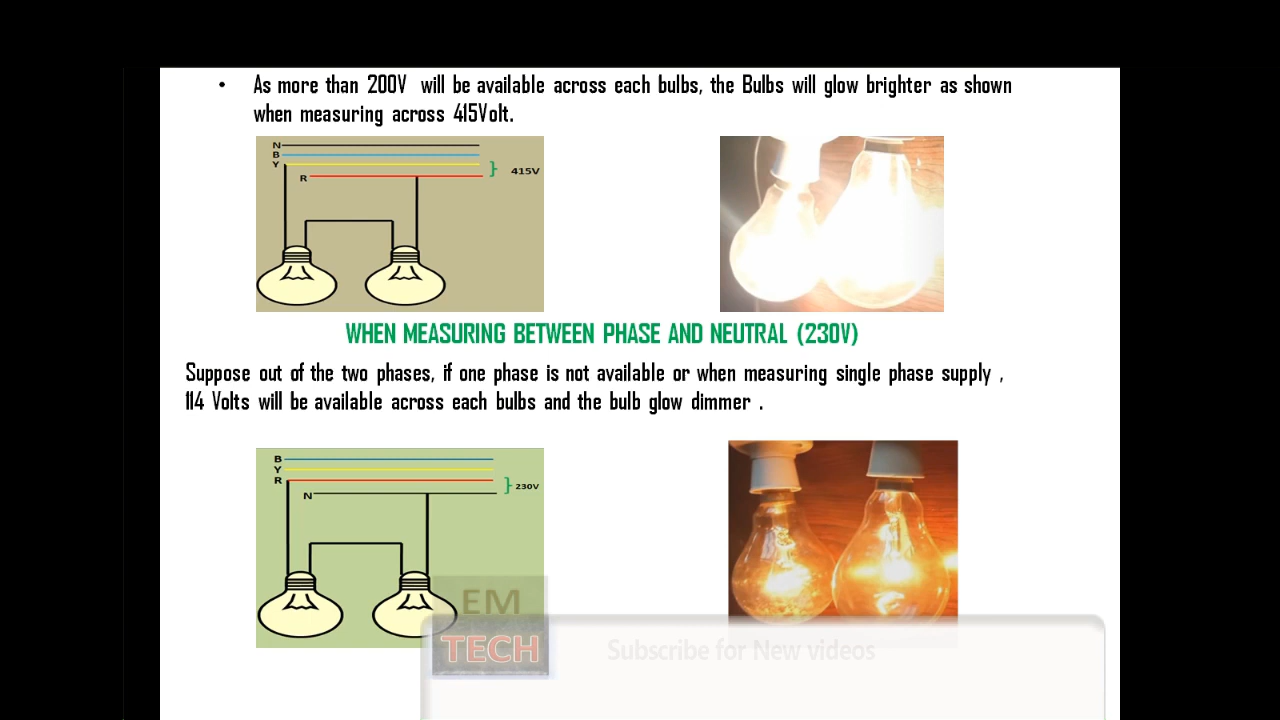 • As more than 200V will be available across each bulbs, the Bulbs will glow brighter as shown
when measuring across 415Volt.
N
B
Y
R
415V
WHEN MEASURING BETWEEN PHASE AND NEUTRAL (230V)
Suppose out of the two phases, if one phase is not available or when measuring single phase supply ,
114 Volts will be available across each bulbs and the bulb glow dimmer .
B
Y
R
N
230V
EM
TECH
Subscribe for New videos